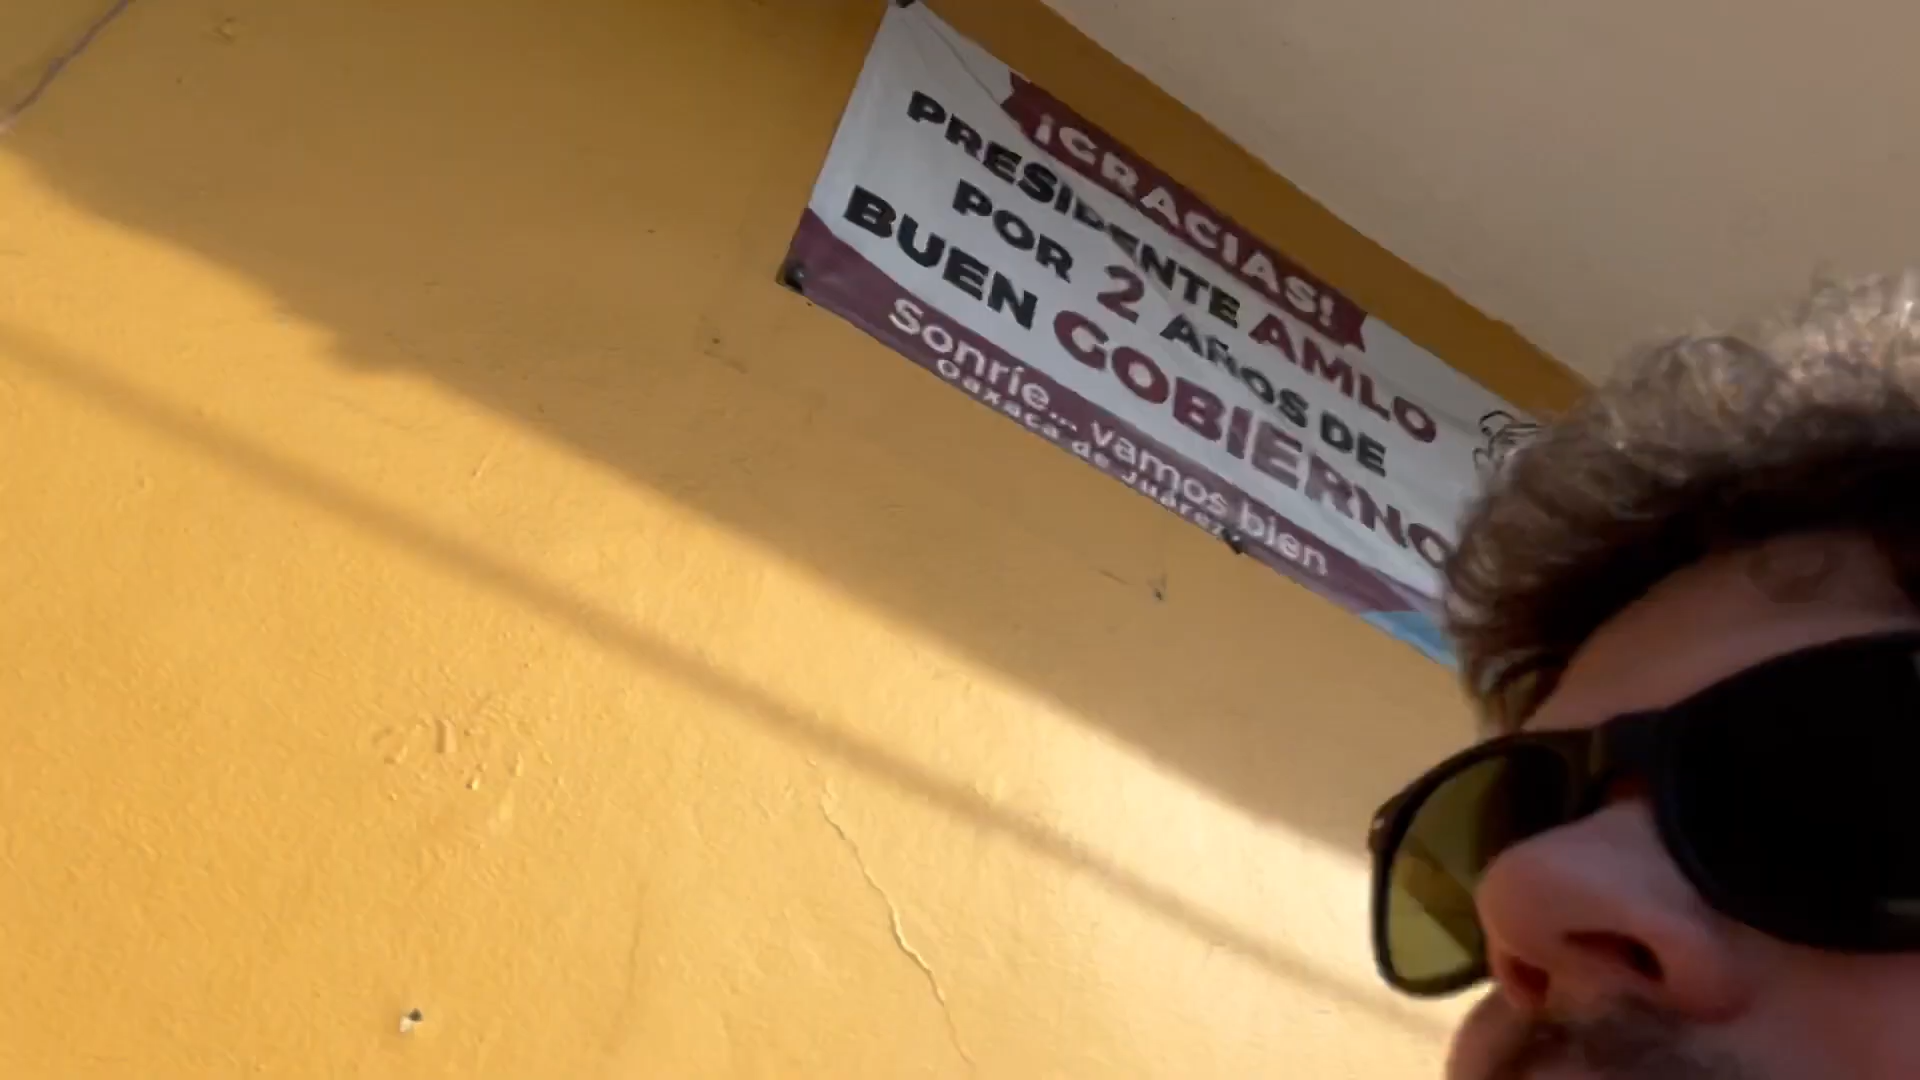 ¡GRACIAS!
PRESIDENTE AMLO
POR 2 AÑOS DE
BUEN GOBIERNO
Sonríe... vamos bien
Oaxaca de Juárez